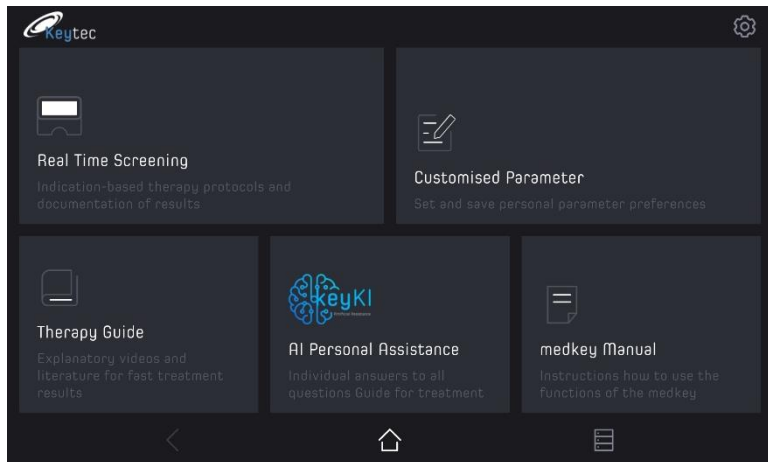 Keytec
Real Time Screening
Indication-based therapy protocols and
documentation of results
Customised Parameter
Set and save personal parameter preferences
Therapy Guide
Explanatory videos and
literature for fast treatment
results
keyKI
Artificial Assistance
AI Personal Assistance
Individual answers to all
questions Guide for treatment
medkey Manual
Instructions how to use the
functions of the medkey